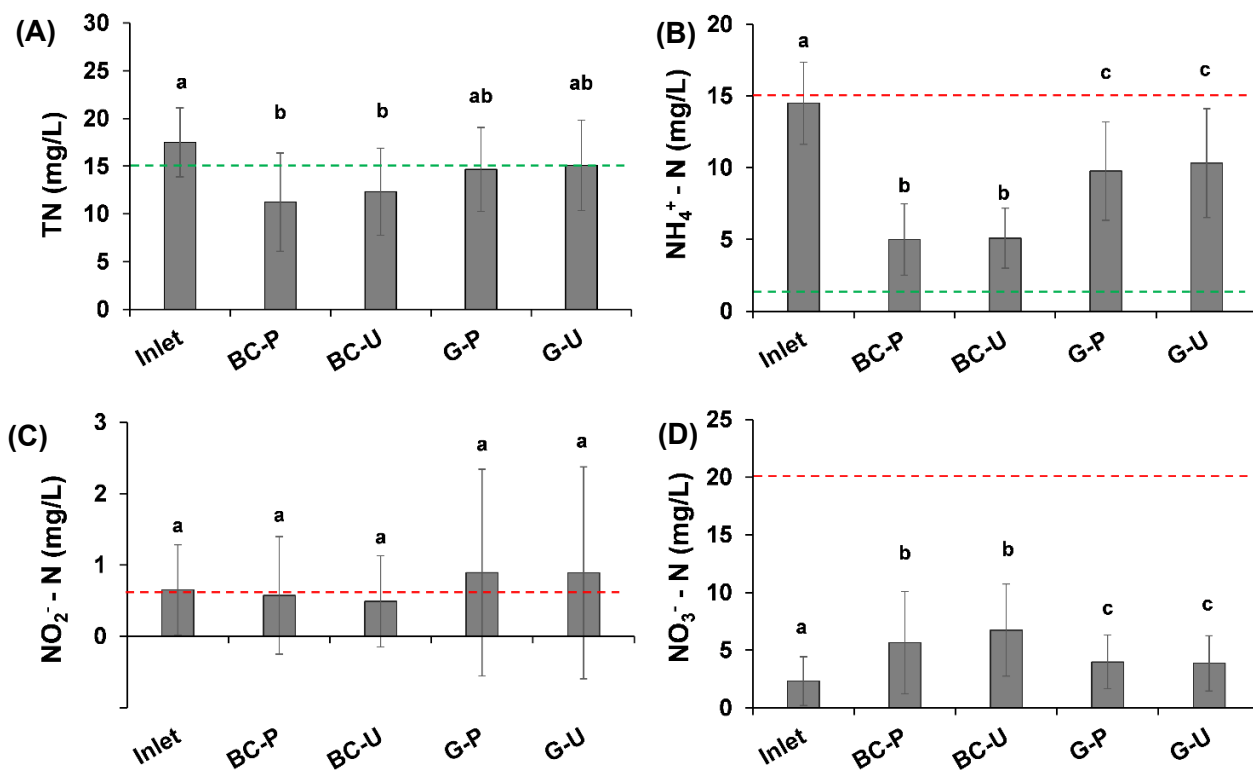 (A)
TN (mg/L)
30
25
20
15
10
5
0
a
b
b
ab
ab
Inlet
BC-P
BC-U
G-P
G-U
(B)
NH₄⁺ - N (mg/L)
20
15
10
5
0
a
b
b
c
c
Inlet
BC-P
BC-U
G-P
G-U
(C)
NO₂⁻ - N (mg/L)
3
2
1
0
a
a
a
a
a
Inlet
BC-P
BC-U
G-P
G-U
(D)
NO₃⁻ - N (mg/L)
25
20
15
10
5
0
a
b
b
c
c
Inlet
BC-P
BC-U
G-P
G-U